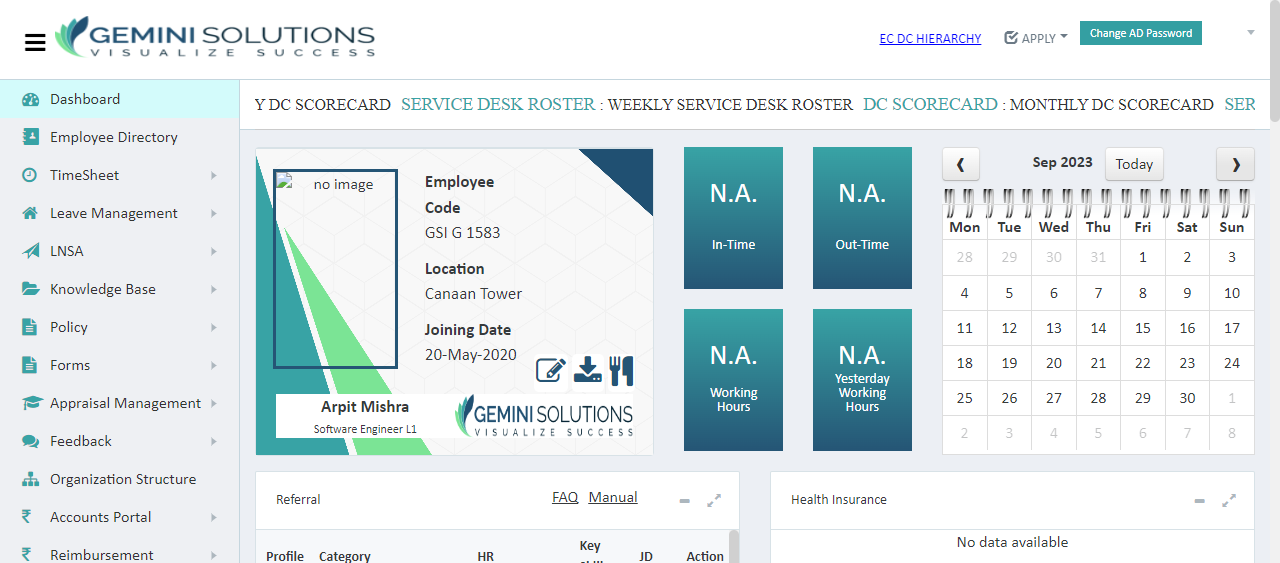 GEMINI SOLUTIONS
VISUALIZE SUCCESS
EC DC HIERARCHY
APPLY
Change AD Password
Dashboard
Employee Directory
TimeSheet
Leave Management
LNSA
Knowledge Base
Policy
Forms
Appraisal Management
Feedback
Organization Structure
Accounts Portal
Reimbursement
Y DC SCORECARD SERVICE DESK ROSTER : WEEKLY SERVICE DESK ROSTER DC SCORECARD : MONTHLY DC SCORECARD SER
no image
Employee
Code
GSI G 1583
Location
Canaan Tower
Joining Date
20-May-2020
Arpit Mishra
Software Engineer L1
GEMINI SOLUTIONS
VISUALIZE SUCCESS
N.A.
In-Time
N.A.
Out-Time
N.A.
Working
Hours
N.A.
Yesterday
Working
Hours
Sep 2023 Today
Mon Tue Wed Thu Fri Sat Sun
28 29 30 31 1 2 3
4 5 6 7 8 9 10
11 12 13 14 15 16 17
18 19 20 21 22 23 24
25 26 27 28 29 30 1
2 3 4 5 6 7 8
Referral FAQ Manual
Profile Category HR Key JD Action
Health Insurance
No data available